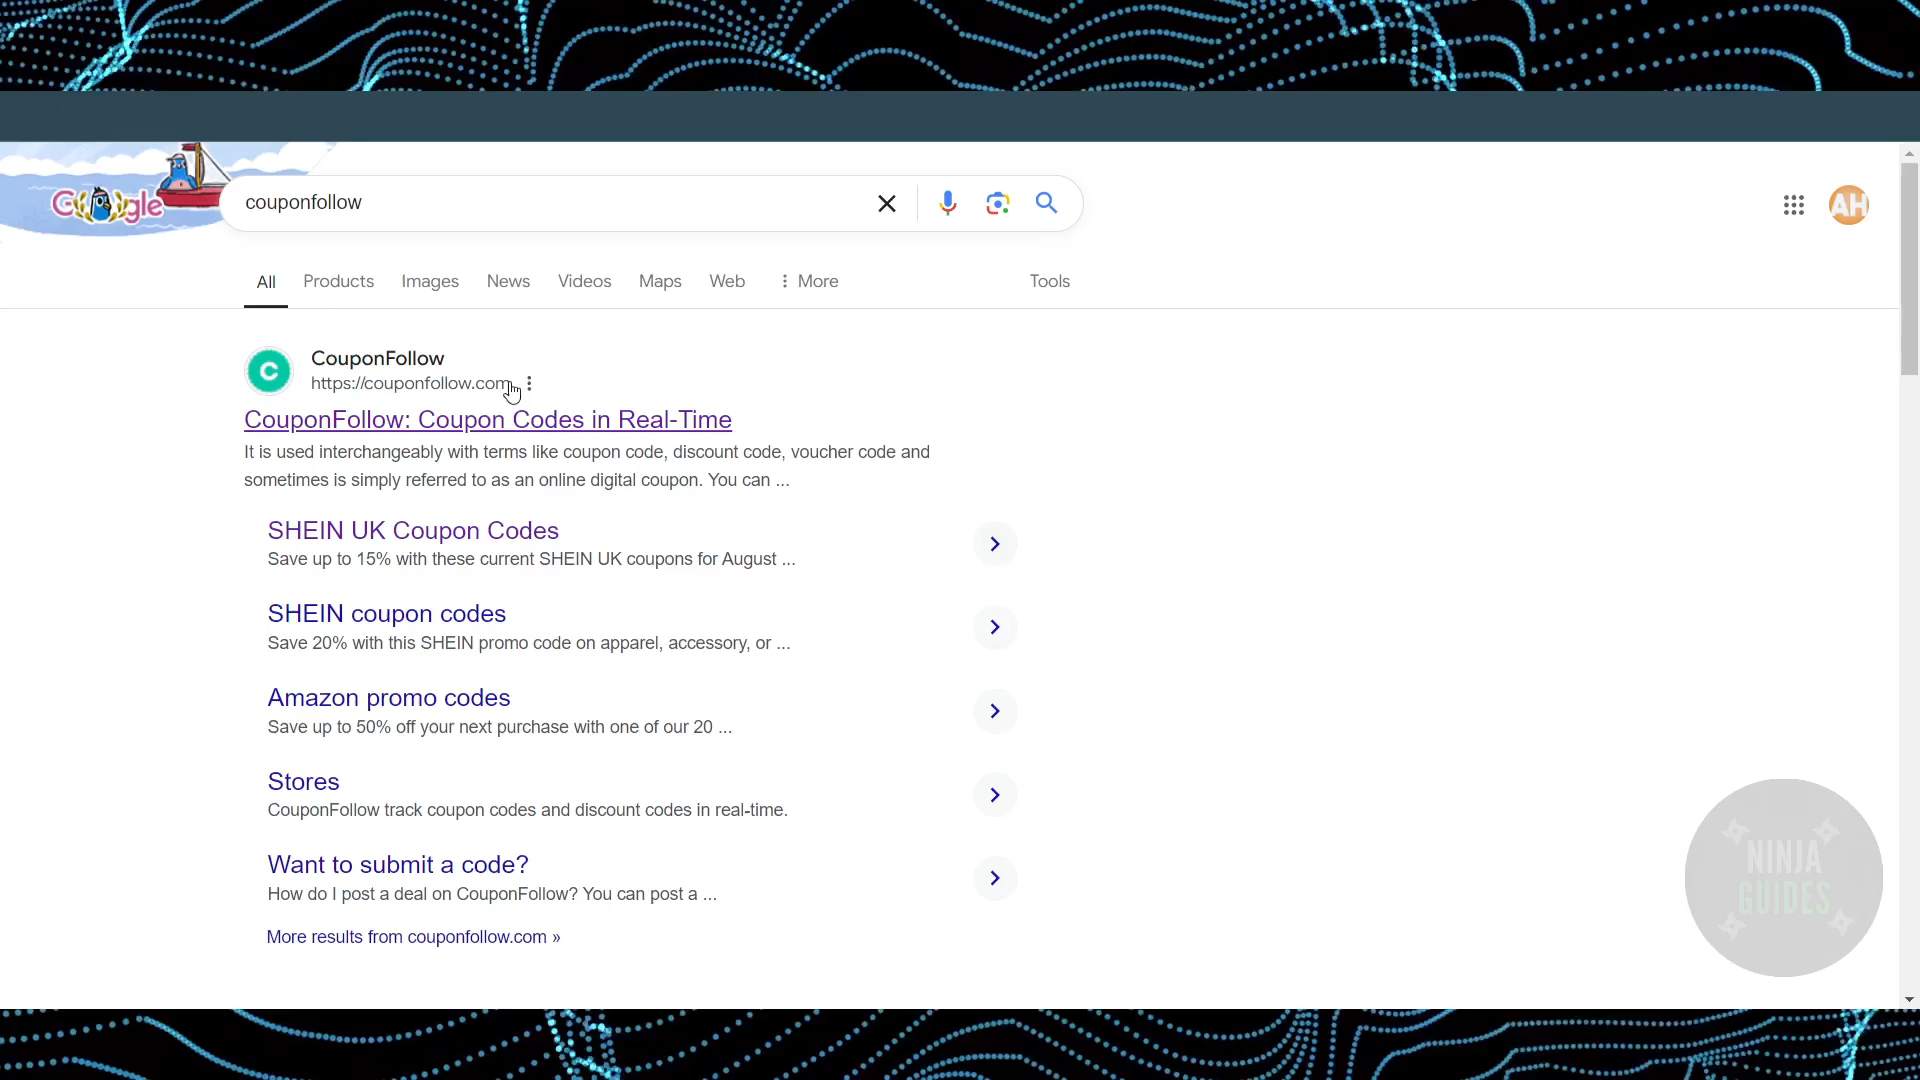 Google
couponfollow
AH
All Products Images News Videos Maps Web More Tools
C
CouponFollow
https://couponfollow.com
CouponFollow: Coupon Codes in Real-Time
It is used interchangeably with terms like coupon code, discount code, voucher code and
sometimes is simply referred to as an online digital coupon. You can ...
SHEIN UK Coupon Codes
Save up to 15% with these current SHEIN UK coupons for August ...
SHEIN coupon codes
Save 20% with this SHEIN promo code on apparel, accessory, or ...
Amazon promo codes
Save up to 50% off your next purchase with one of our 20 ...
Stores
CouponFollow track coupon codes and discount codes in real-time.
Want to submit a code?
How do I post a deal on CouponFollow? You can post a ...
More results from couponfollow.com »
NINJA
GUIDES